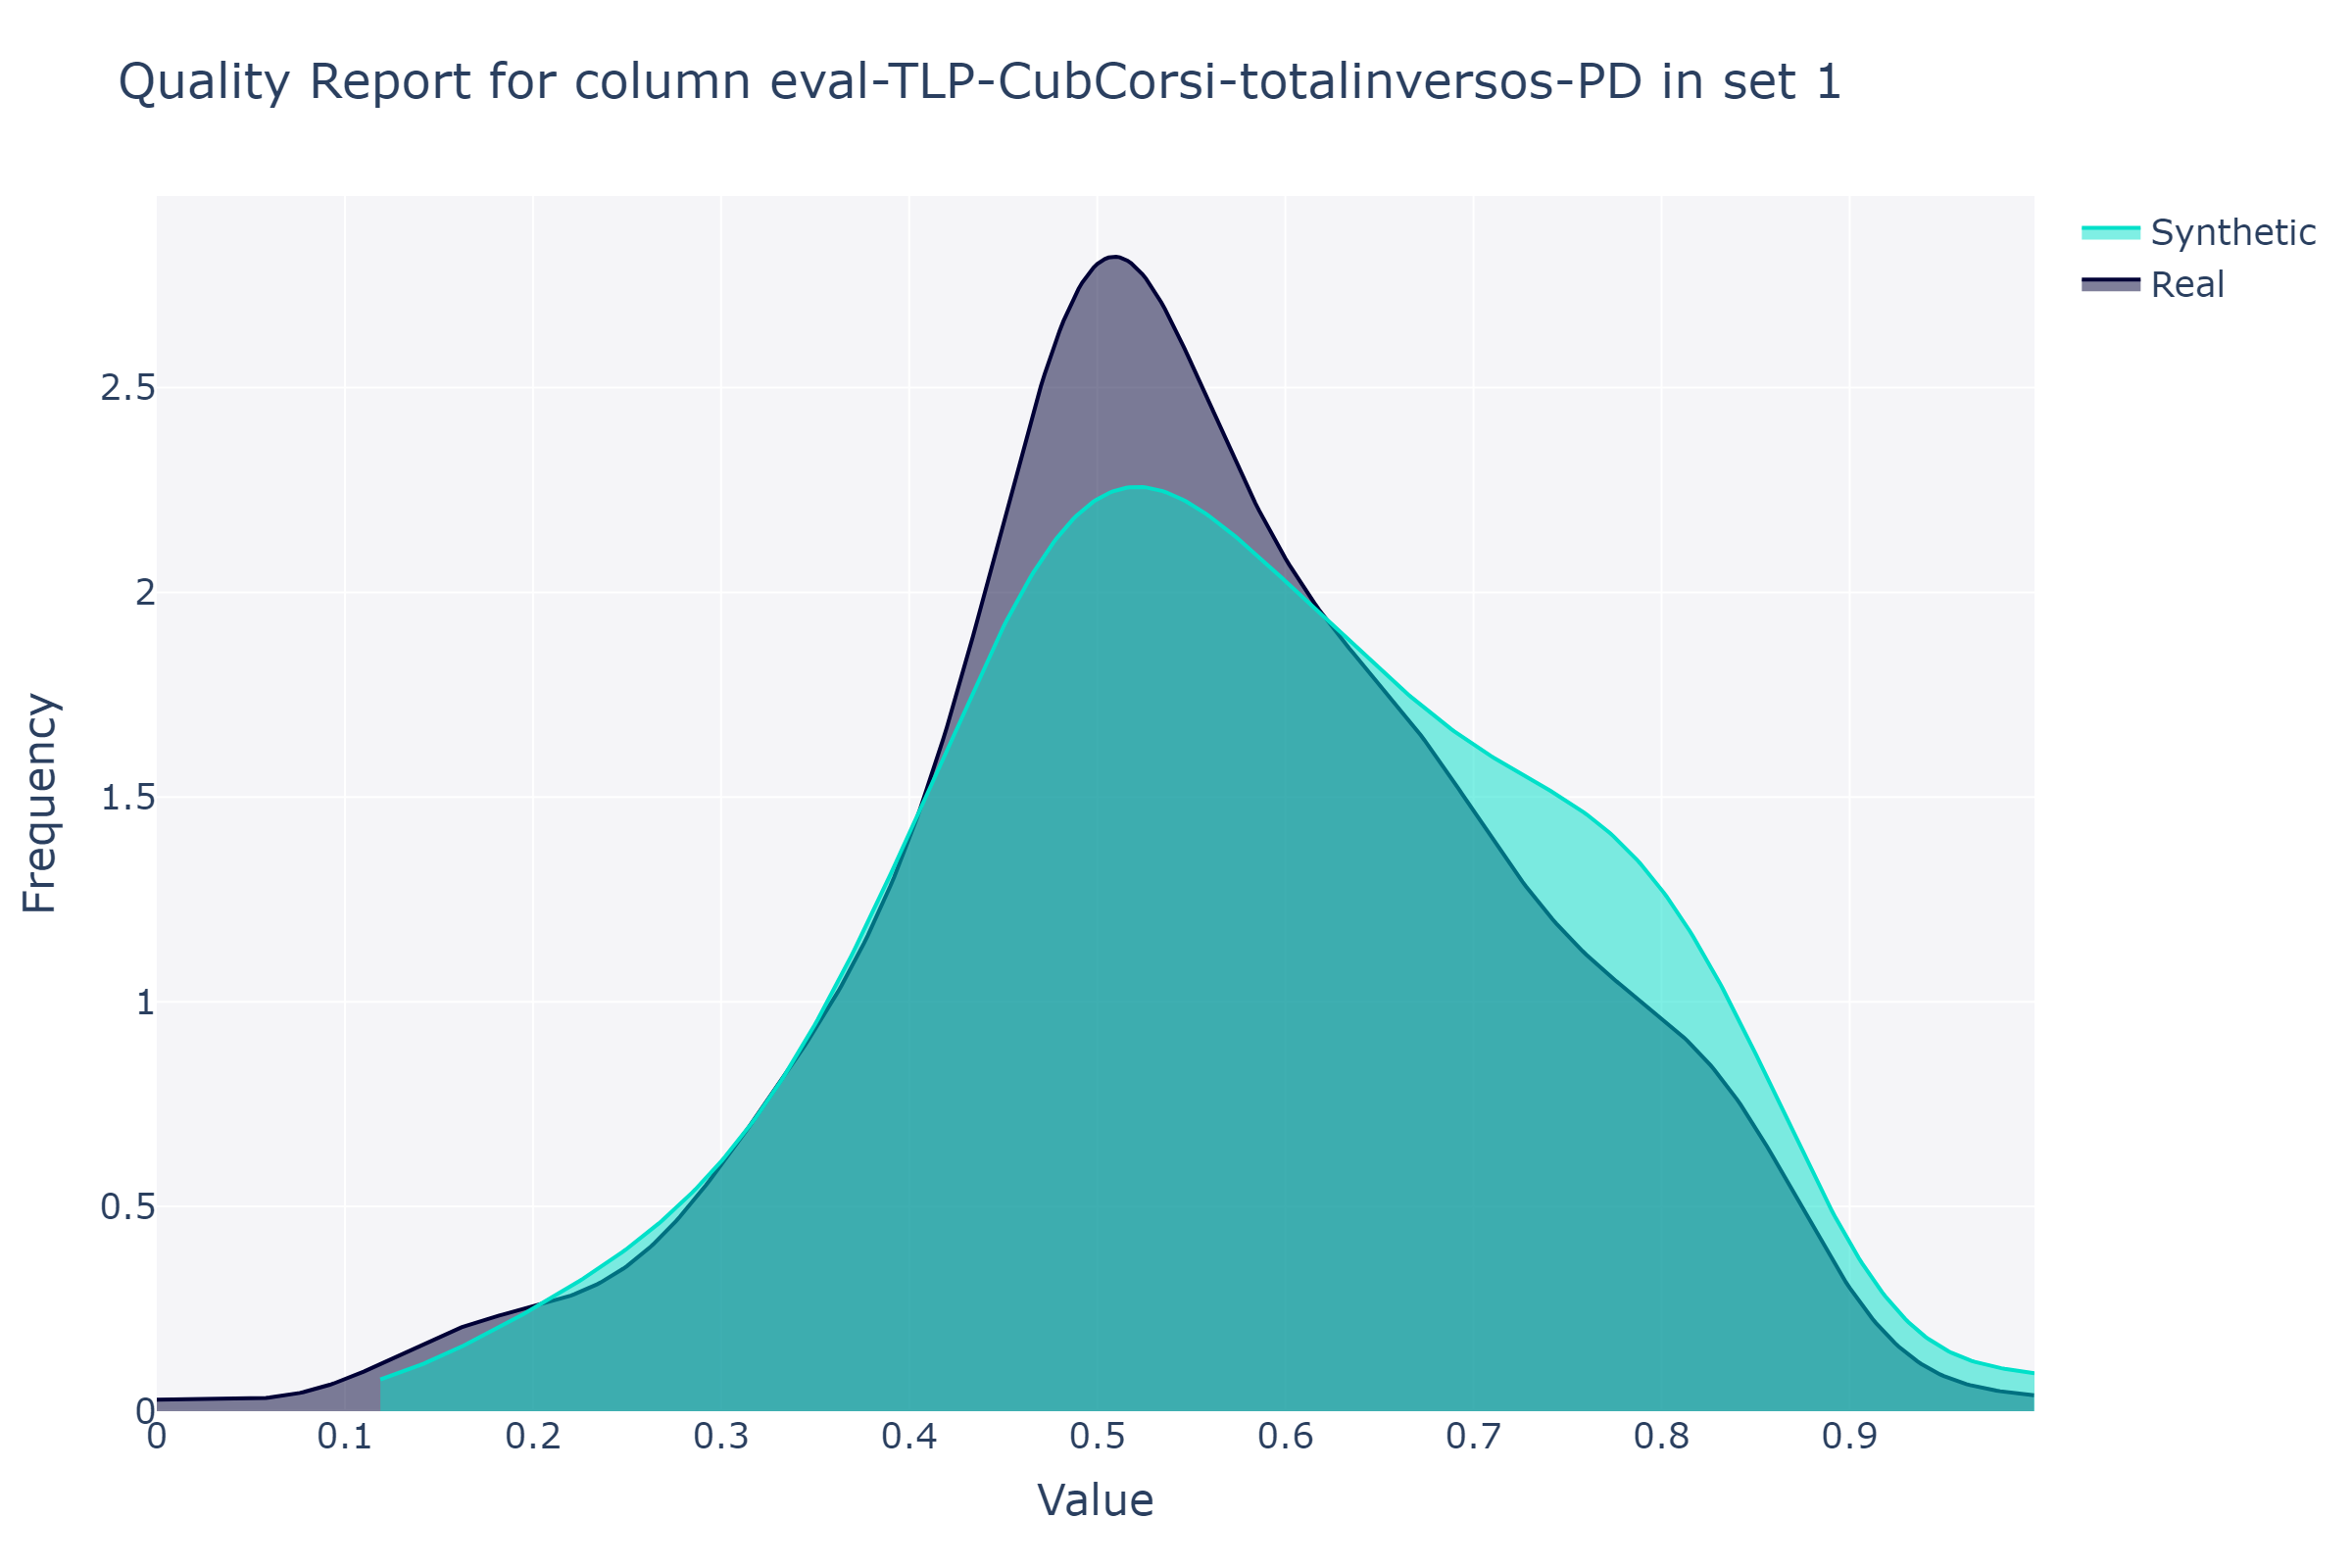 Quality Report for column eval-TLP-CubCorsi-totalinversos-PD in set 1
Synthetic
Real
Frequency
2.5
2
1.5
1
0.5
0
0 0.1 0.2 0.3 0.4 0.5 0.6 0.7 0.8 0.9
Value